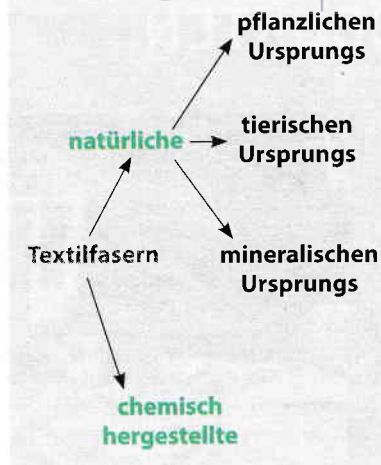 pflanzlichen
Ursprungs
natürliche
tierischen
Ursprungs
Textilfasern
mineralischen
Ursprungs
chemisch
hergestellte